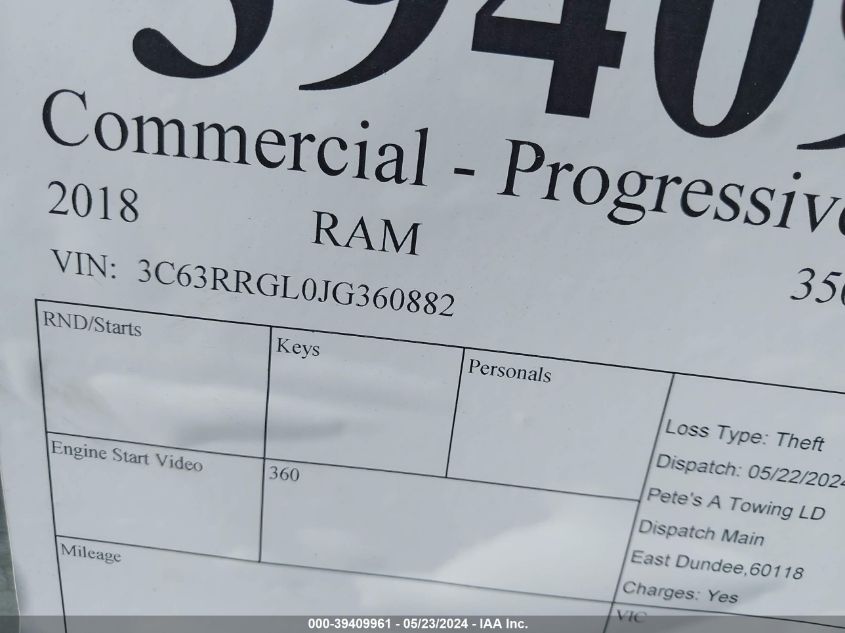 Commercial - Progressive
2018 RAM
VIN: 3C63RRGL0JG360882
RND/Starts
Keys
Personals
Loss Type: Theft
Dispatch: 05/22/2024
Pete's A Towing LD
Dispatch Main
East Dundee,60118
Charges: Yes
Engine Start Video
360
Mileage
VIC
000-39409961 - 05/23/2024 - IAA Inc.